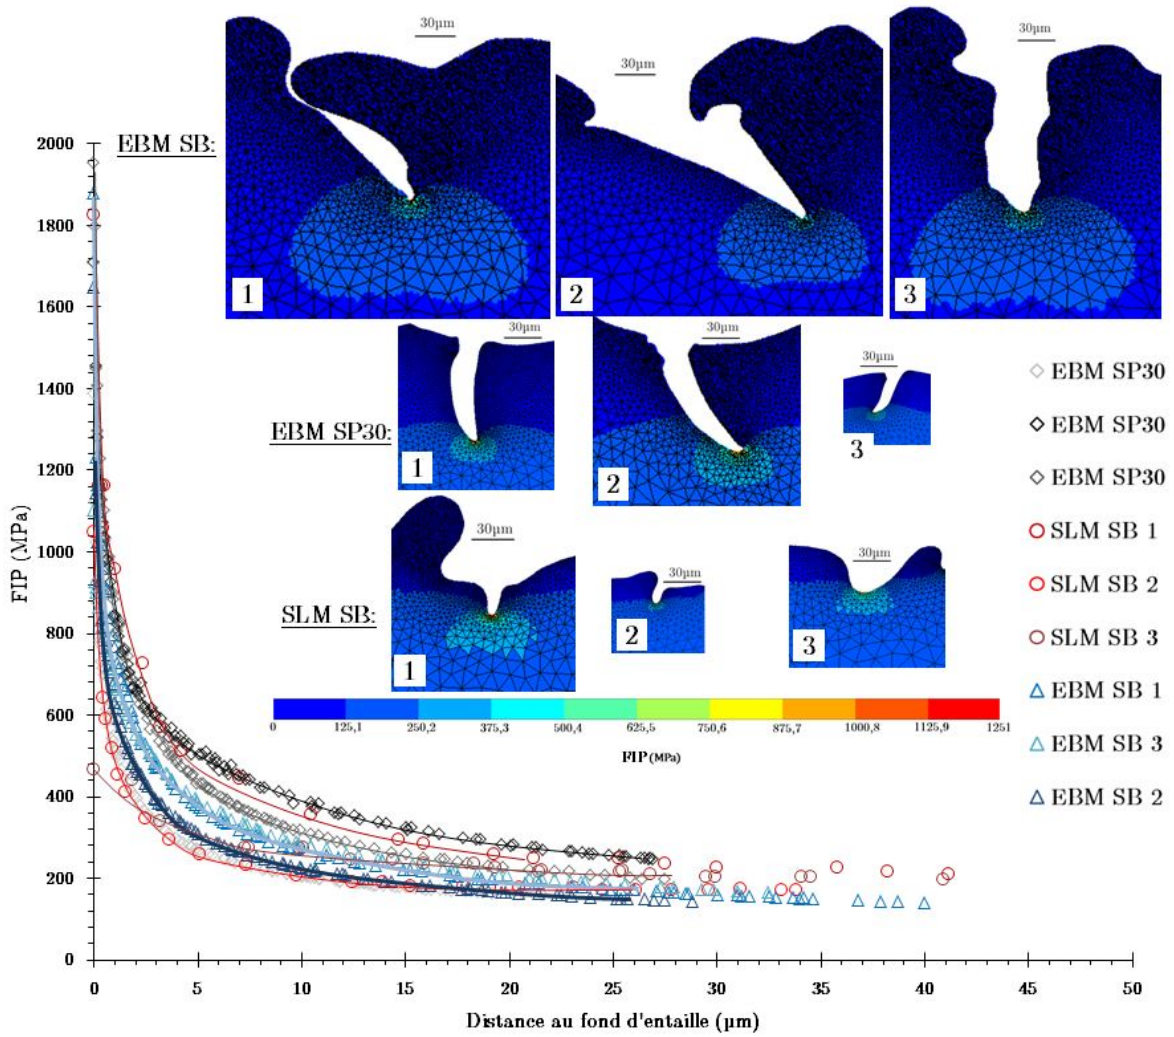 30µm
30µm
30µm
2000
EBM SB:
1800
1
2
3
1600
30µm
30µm
30µm
1400
EBM SP30:
1
2
3
EBM SP30
EBM SP30
EBM SP30
SLM SB 1
SLM SB 2
SLM SB 3
EBM SB 1
EBM SB 3
EBM SB 2
1200
30µm
30µm
30µm
1000
SLM SB:
1
2
3
800
600
0
125,1
250,2
375,3
500,4
625,5
750,6
875,7
1000,8
1125,9
1251
FIP (MPa)
400
200
0
FIP (MPa)
0 5 10 15 20 25 30 35 40 45 50
Distance au fond d'entaille (µm)